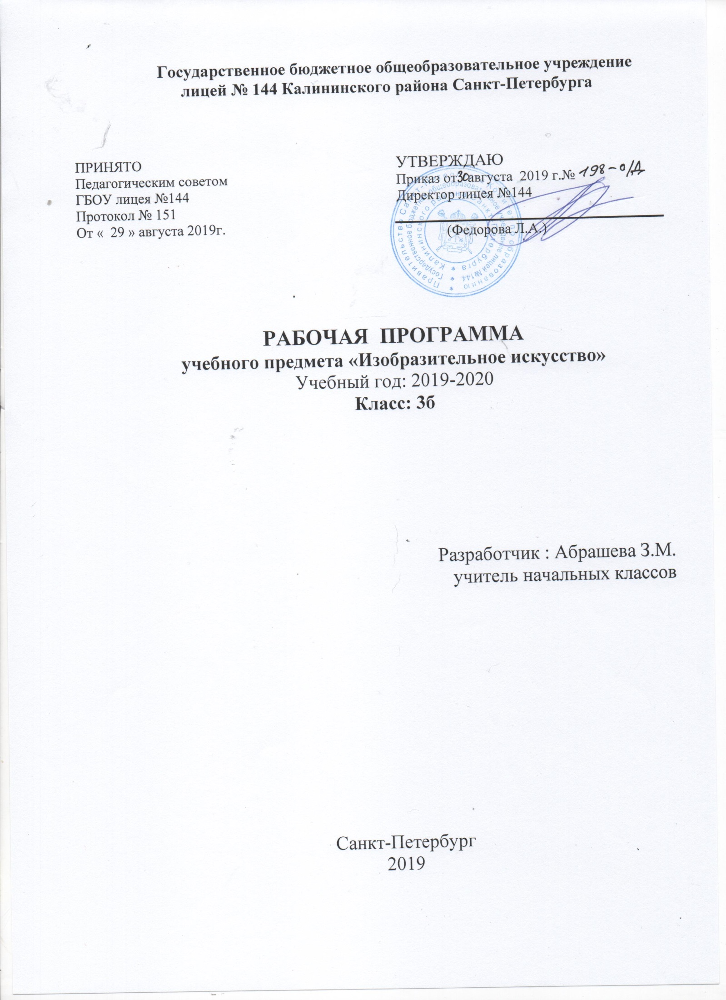 Государственное бюджетное общеобразовательное учреждение
лицей № 144 Калининского района Санкт-Петербурга
ПРИНЯТО
Педагогическим советом
ГБОУ лицея №144
Протокол № 151
От « 29 » августа 2019г.
УТВЕРЖДАЮ
Приказ от 30 августа 2019 г.№ 198-о/Д
Директор лицея №144
(Федорова Л.А.)
Правительство Санкт-Петербурга Комитет по образованию *
Государственное бюджетное общеобразовательное учреждение лицей №144 *
Калининского района Санкт-Петербурга *
РАБОЧАЯ ПРОГРАММА
учебного предмета «Изобразительное искусство»
Учебный год: 2019-2020
Класс: 3б
Разработчик : Абрашева З.М.
учитель начальных классов
Санкт-Петербург
2019